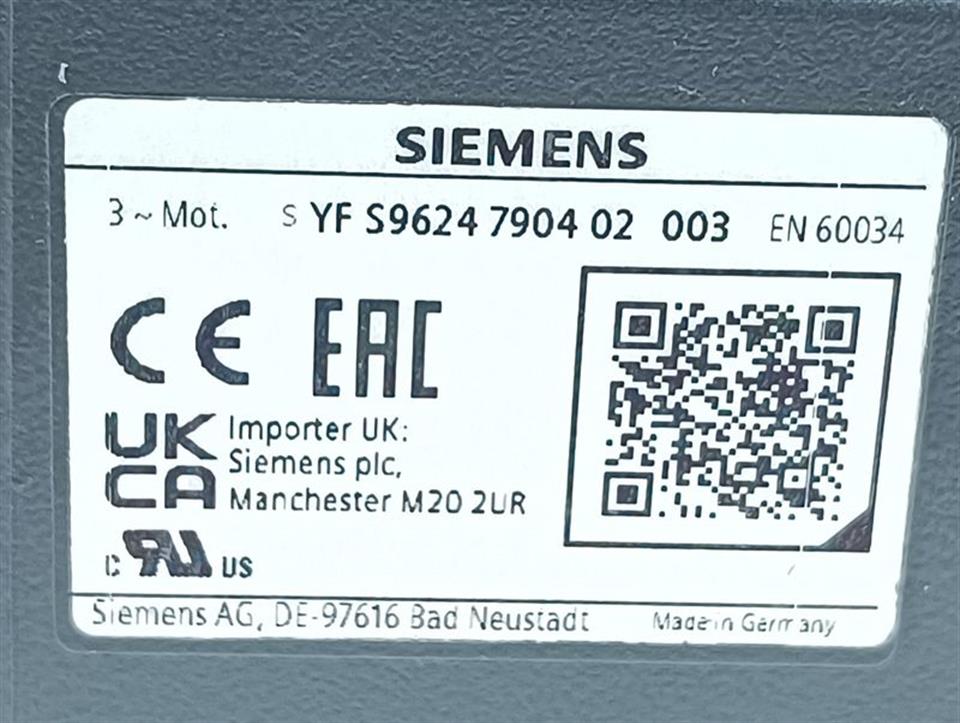 SIEMENS
3 ~ Mot. S YF S9624 7904 02 003 EN 60034
CE EAC
UK
CA
Importer UK:
Siemens plc,
Manchester M20 2UR
C RU US
Siemens AG, DE-97616 Bad Neustadt Made in Germany